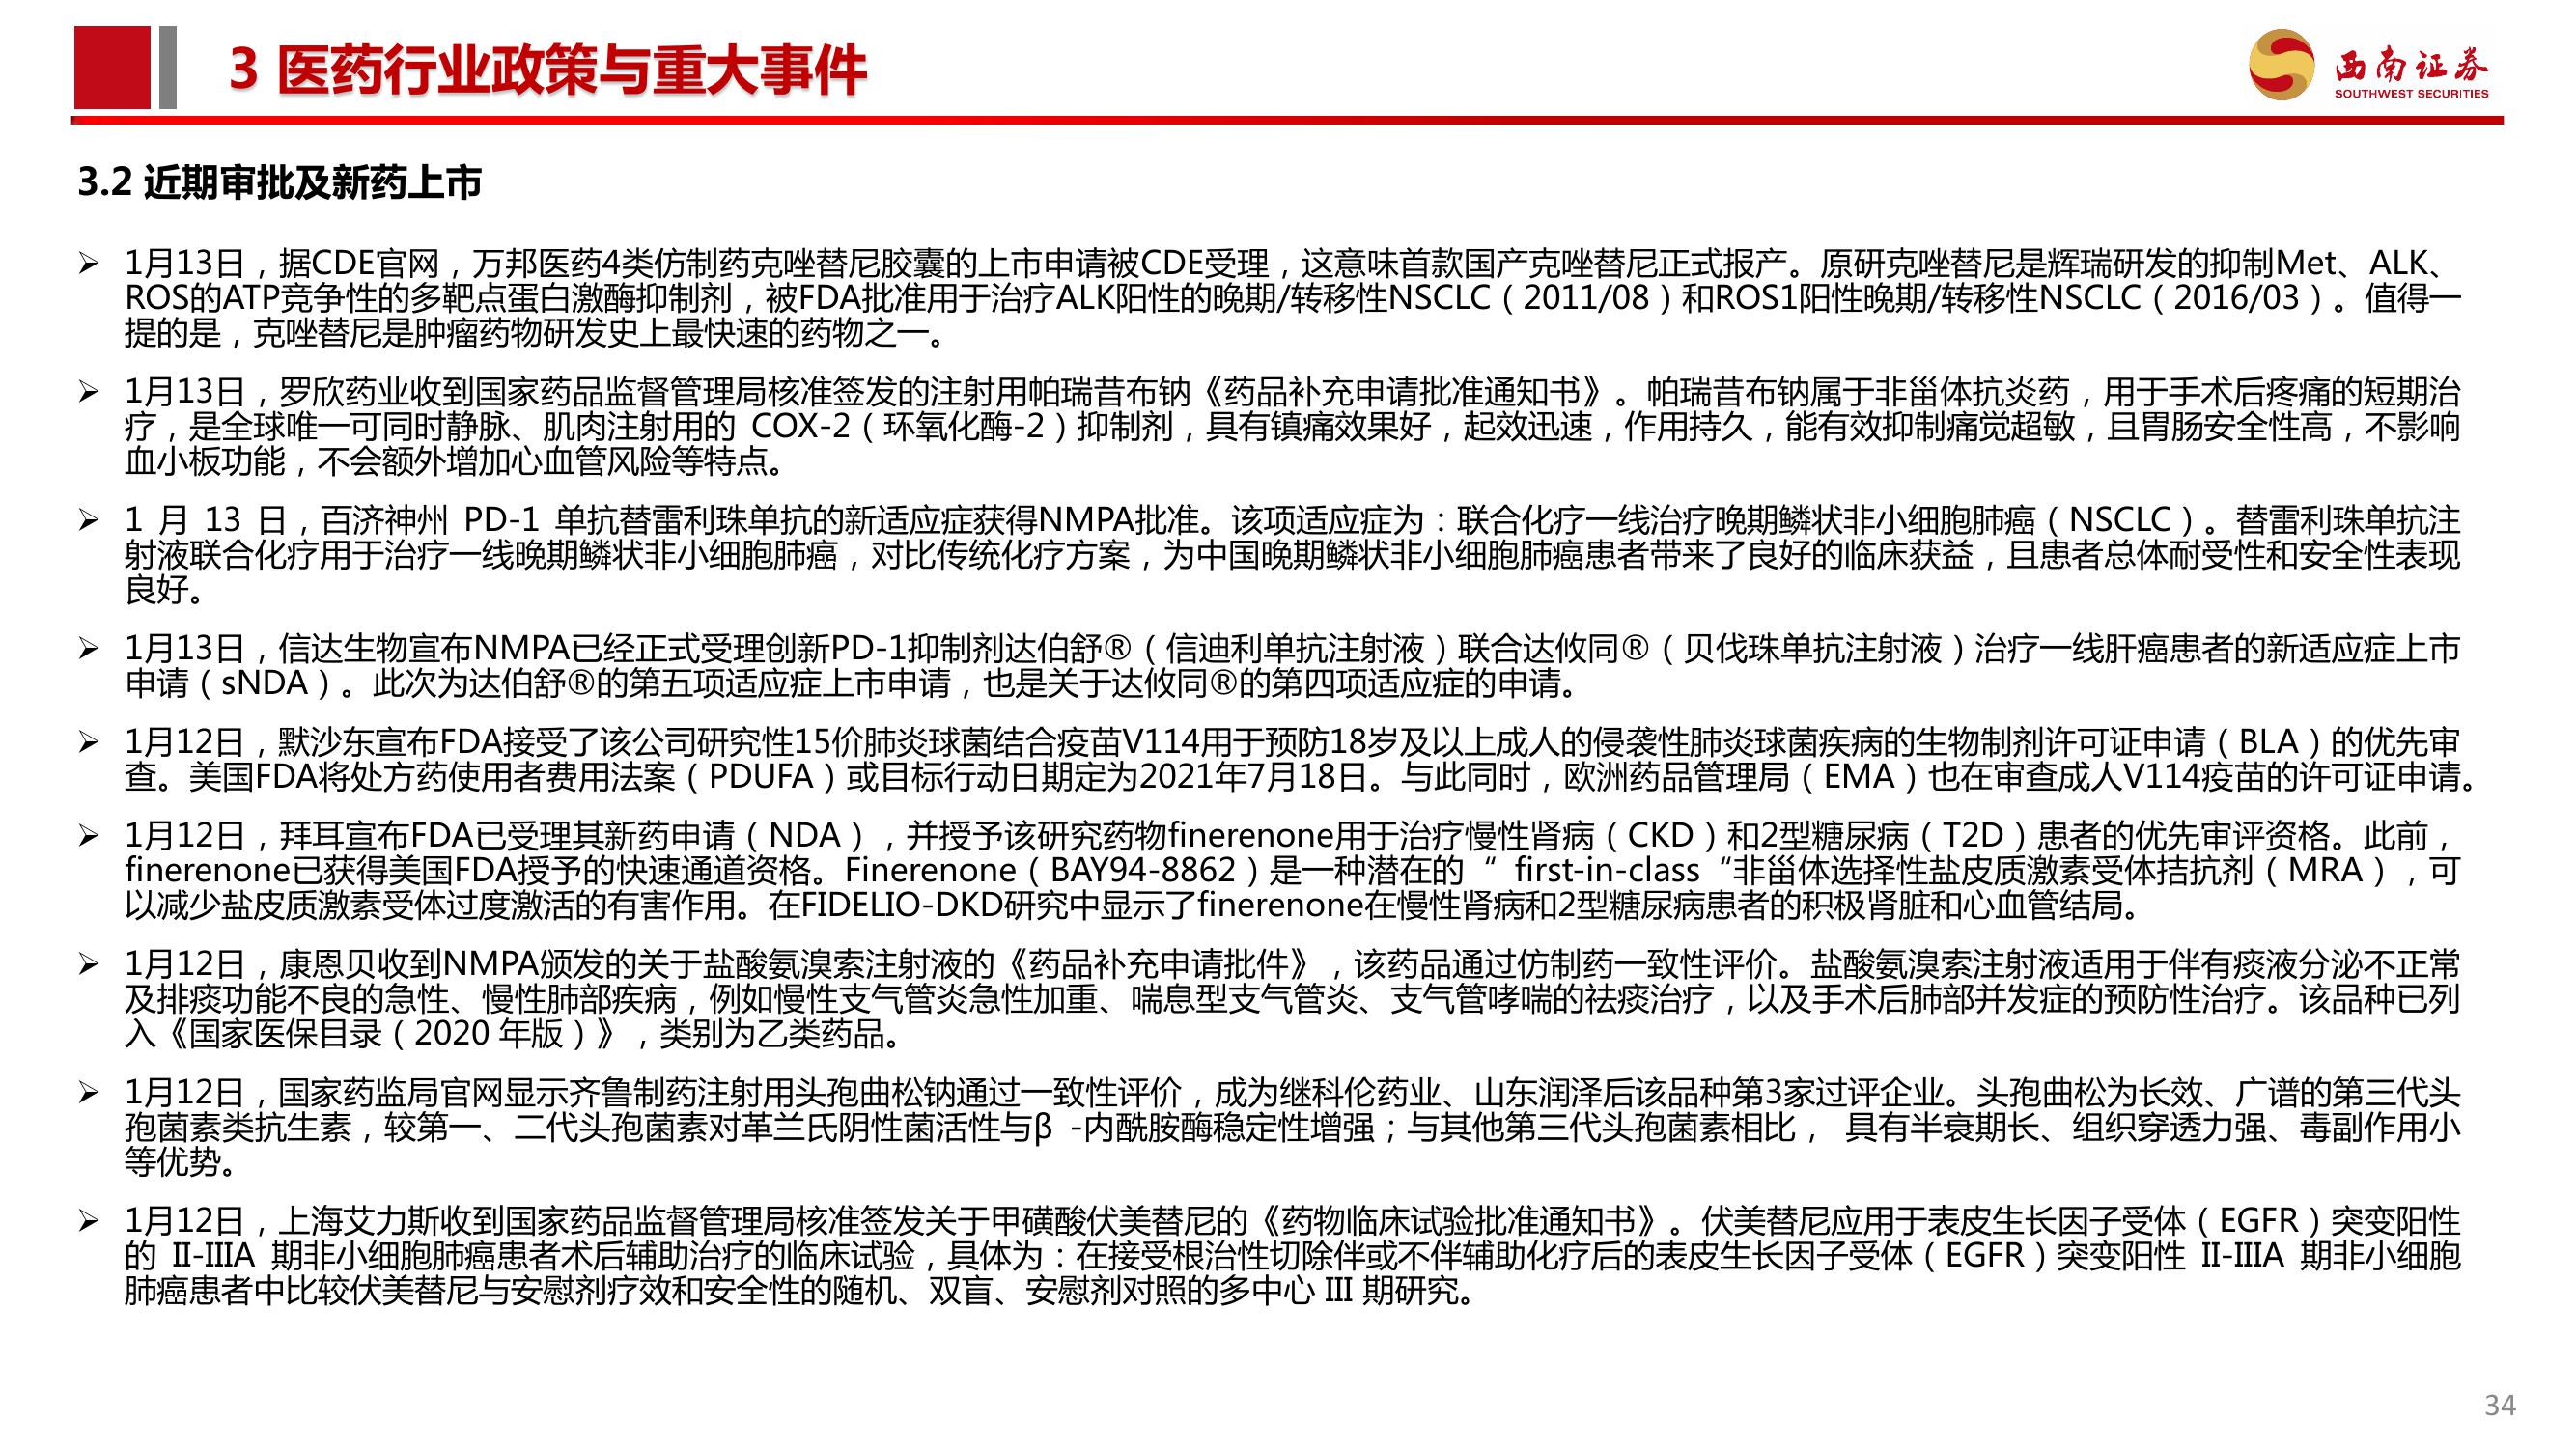 3 医药行业政策与重大事件
西南证券
SOUTHWEST SECURITIES
3.2 近期审批及新药上市
➢ 1月13日，据CDE官网，万邦医药4类仿制药克唑替尼胶囊的上市申请被CDE受理，这意味首款国产克唑替尼正式报产。原研克唑替尼是辉瑞研发的抑制Met、ALK、
ROS的ATP竞争性的多靶点蛋白激酶抑制剂，被FDA批准用于治疗ALK阳性的晚期/转移性NSCLC（2011/08）和ROS1阳性晚期/转移性NSCLC（2016/03）。值得一
提的是，克唑替尼是肿瘤药物研发史上最快速的药物之一。
➢ 1月13日，罗欣药业收到国家药品监督管理局核准签发的注射用帕瑞昔布钠《药品补充申请批准通知书》。帕瑞昔布钠属于非甾体抗炎药，用于手术后疼痛的短期治
疗，是全球唯一可同时静脉、肌肉注射用的 COX-2（环氧化酶-2）抑制剂，具有镇痛效果好，起效迅速，作用持久，能有效抑制痛觉超敏，且胃肠安全性高，不影响
血小板功能，不会额外增加心血管风险等特点。
➢ 1 月 13 日，百济神州 PD-1 单抗替雷利珠单抗的新适应症获得NMPA批准。该项适应症为：联合化疗一线治疗晚期鳞状非小细胞肺癌（NSCLC）。替雷利珠单抗注
射液联合化疗用于治疗一线晚期鳞状非小细胞肺癌，对比传统化疗方案，为中国晚期鳞状非小细胞肺癌患者带来了良好的临床获益，且患者总体耐受性和安全性表现
良好。
➢ 1月13日，信达生物宣布NMPA已经正式受理创新PD-1抑制剂达伯舒®（信迪利单抗注射液）联合达攸同®（贝伐珠单抗注射液）治疗一线肝癌患者的新适应症上市
申请（sNDA）。此次为达伯舒®的第五项适应症上市申请，也是关于达攸同®的第四项适应症的申请。
➢ 1月12日，默沙东宣布FDA接受了该公司研究性15价肺炎球菌结合疫苗V114用于预防18岁及以上成人的侵袭性肺炎球菌疾病的生物制剂许可证申请（BLA）的优先审
查。美国FDA将处方药使用者费用法案（PDUFA）或目标行动日期定为2021年7月18日。与此同时，欧洲药品管理局（EMA）也在审查成人V114疫苗的许可证申请。
➢ 1月12日，拜耳宣布FDA已受理其新药申请（NDA），并授予该研究药物finerenone用于治疗慢性肾病（CKD）和2型糖尿病（T2D）患者的优先审评资格。此前，
finerenone已获得美国FDA授予的快速通道资格。Finerenone（BAY94-8862）是一种潜在的“ first-in-class“非甾体选择性盐皮质激素受体拮抗剂（MRA），可
以减少盐皮质激素受体过度激活的有害作用。在FIDELIO-DKD研究中显示了finerenone在慢性肾病和2型糖尿病患者的积极肾脏和心血管结局。
➢ 1月12日，康恩贝收到NMPA颁发的关于盐酸氨溴索注射液的《药品补充申请批件》，该药品通过仿制药一致性评价。盐酸氨溴索注射液适用于伴有痰液分泌不正常
及排痰功能不良的急性、慢性肺部疾病，例如慢性支气管炎急性加重、喘息型支气管炎、支气管哮喘的祛痰治疗，以及手术后肺部并发症的预防性治疗。该品种已列
入《国家医保目录（2020 年版）》，类别为乙类药品。
➢ 1月12日，国家药监局官网显示齐鲁制药注射用头孢曲松钠通过一致性评价，成为继科伦药业、山东润泽后该品种第3家过评企业。头孢曲松为长效、广谱的第三代头
孢菌素类抗生素，较第一、二代头孢菌素对革兰氏阴性菌活性与β -内酰胺酶稳定性增强；与其他第三代头孢菌素相比， 具有半衰期长、组织穿透力强、毒副作用小
等优势。
➢ 1月12日，上海艾力斯收到国家药品监督管理局核准签发关于甲磺酸伏美替尼的《药物临床试验批准通知书》。伏美替尼应用于表皮生长因子受体（EGFR）突变阳性
的 II-IIIA 期非小细胞肺癌患者术后辅助治疗的临床试验，具体为：在接受根治性切除伴或不伴辅助化疗后的表皮生长因子受体（EGFR）突变阳性 II-IIIA 期非小细胞
肺癌患者中比较伏美替尼与安慰剂疗效和安全性的随机、双盲、安慰剂对照的多中心 III 期研究。
34